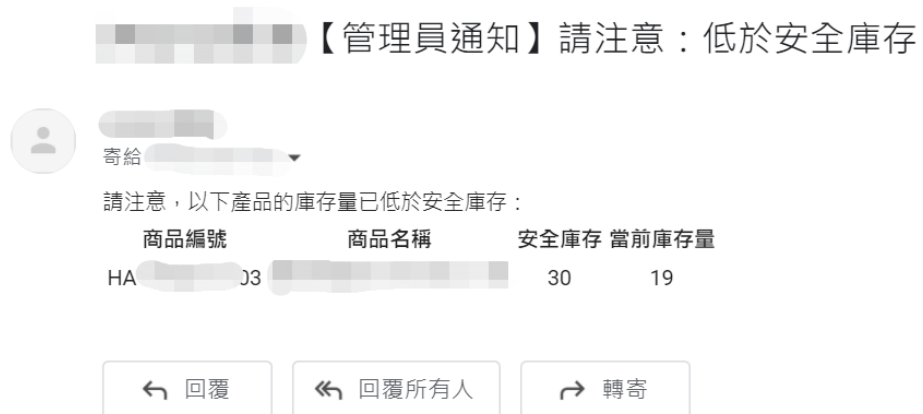 【管理員通知】請注意：低於安全庫存
寄給
請注意，以下產品的庫存量已低於安全庫存：
商品編號 商品名稱 安全庫存 當前庫存量
HA 03 30 19
回覆 回覆所有人 轉寄